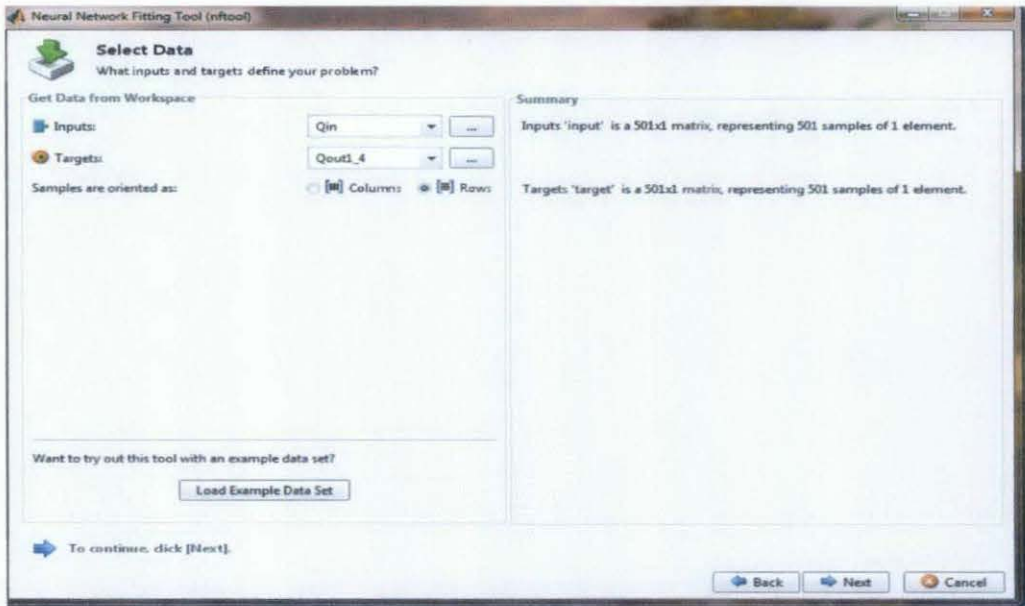 Neural Network Fitting Tool (nftool)
Select Data
What inputs and targets define your problem?
Get Data from Workspace
Inputs:
Qin
...
Targets:
Qout1_4
...
Samples are oriented as:
Columns
Rows
Summary
Inputs 'input' is a 501x1 matrix, representing 501 samples of 1 element.
Targets 'target' is a 501x1 matrix, representing 501 samples of 1 element.
Want to try out this tool with an example data set?
Load Example Data Set
To continue, click [Next].
Back
Next
Cancel